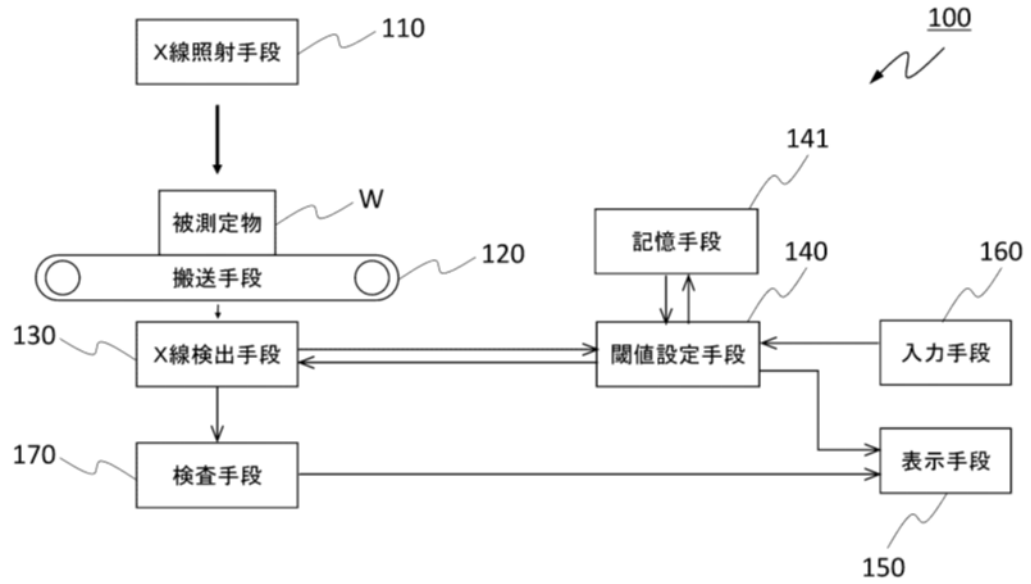 100
X線照射手段
110
141
被測定物
W
記憶手段
搬送手段
120
140
160
130
X線検出手段
閾値設定手段
入力手段
170
検査手段
表示手段
150